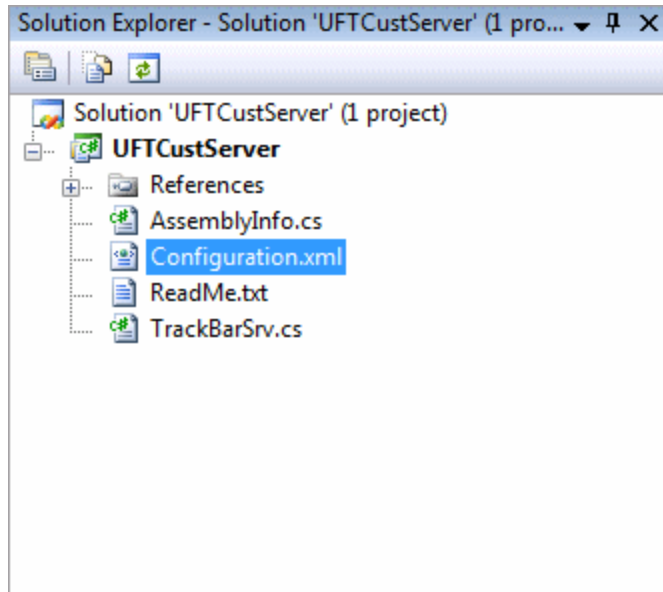 Solution Explorer - Solution 'UFTCustServer' (1 pro...
Solution 'UFTCustServer' (1 project)
UFTCustServer
References
AssemblyInfo.cs
Configuration.xml
ReadMe.txt
TrackBarSrv.cs